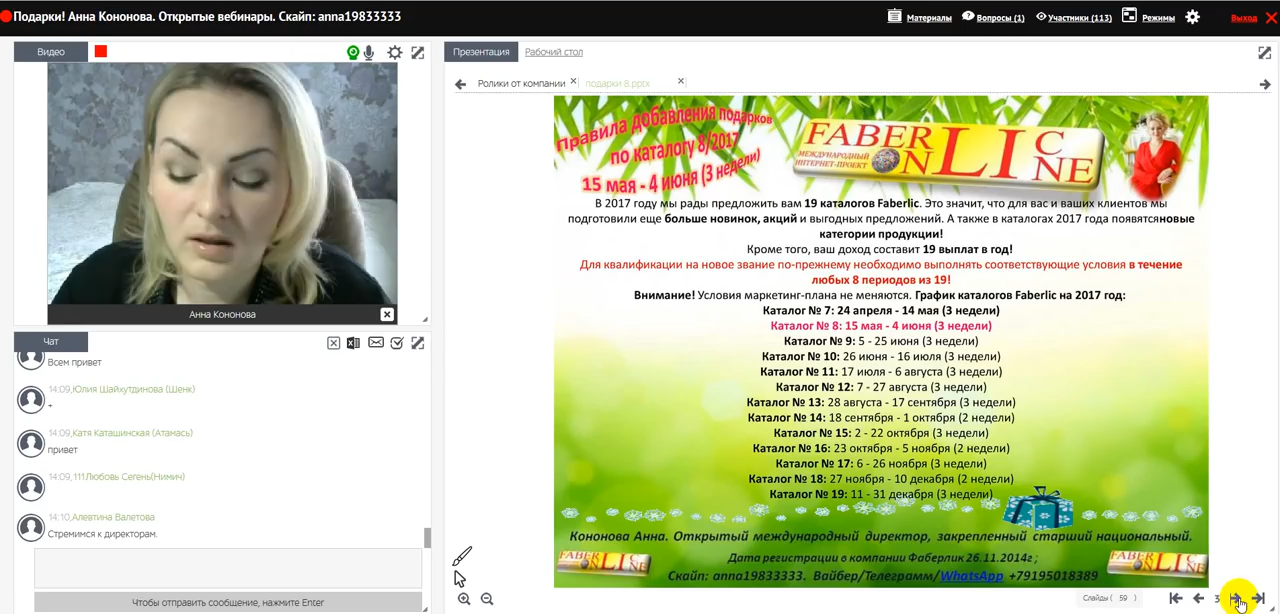 Подарки! Анна Кононова. Открытые вебинары. Скайп: anna19833333
Материалы
Вопросы (1)
Участники (113)
Режимы
Выход
Видео
Анна Кононова
Чат
Всем привет
14:09,Юлия Шайхутдинова (Шенк)
+
14:09,Катя Каташинская (Атамась)
привет
14:09,111Любовь Сегень(Нимич)
14:10,Алевтина Валетова
Стремимся к директорам.
Чтобы отправить сообщение, нажмите Enter
Презентация
Рабочий стол
Ролики от компании
подарки 8.pptx
Правила добавления подарков
по каталогу 8/2017
15 мая - 4 июня (3 недели)
FABERLIC
МЕЖДУНАРОДНЫЙ
ИНТЕРНЕТ-ПРОЕКТ
ONLINE
В 2017 году мы рады предложить вам 19 каталогов Faberlic. Это значит, что для вас и ваших клиентов мы
подготовили еще больше новинок, акций и выгодных предложений. А также в каталогах 2017 года появятсяновые
категории продукции!
Кроме того, ваш доход составит 19 выплат в год!
Для квалификации на новое звание по-прежнему необходимо выполнять соответствующие условия в течение
любых 8 периодов из 19!
Внимание! Условия маркетинг-плана не меняются. График каталогов Faberlic на 2017 год:
Каталог № 7: 24 апреля - 14 мая (3 недели)
Каталог № 8: 15 мая - 4 июня (3 недели)
Каталог № 9: 5 - 25 июня (3 недели)
Каталог № 10: 26 июня - 16 июля (3 недели)
Каталог № 11: 17 июля - 6 августа (3 недели)
Каталог № 12: 7 - 27 августа (3 недели)
Каталог № 13: 28 августа - 17 сентября (3 недели)
Каталог № 14: 18 сентября - 1 октября (2 недели)
Каталог № 15: 2 - 22 октября (3 недели)
Каталог № 16: 23 октября - 5 ноября (2 недели)
Каталог № 17: 6 - 26 ноября (3 недели)
Каталог № 18: 27 ноября - 10 декабря (2 недели)
Каталог № 19: 11 - 31 декабря (3 недели)
Кононова Анна. Открытый международный директор, закрепленный старший национальный.
Дата регистрации в компании Фаберлик 26.11.2014г ;
Скайп: anna19833333. Вайбер/Телеграмм/WhatsApp +79195018389
FABERLIC
ONLINE
FABERLIC
ONLINE
Слайды ( 59 )
3